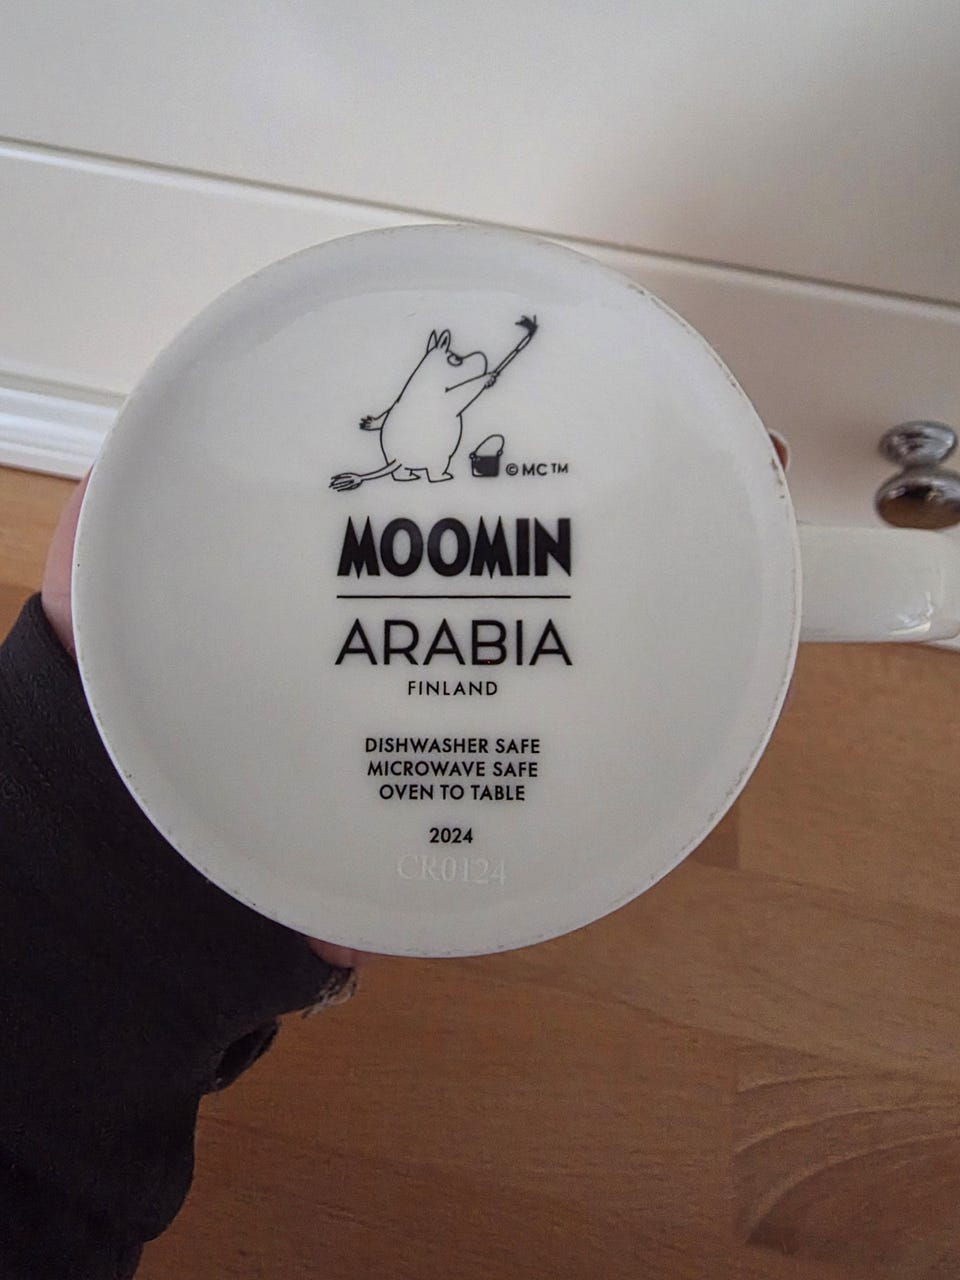 © MC ™
MOOMIN
ARABIA
FINLAND
DISHWASHER SAFE
MICROWAVE SAFE
OVEN TO TABLE
2024
CR0124